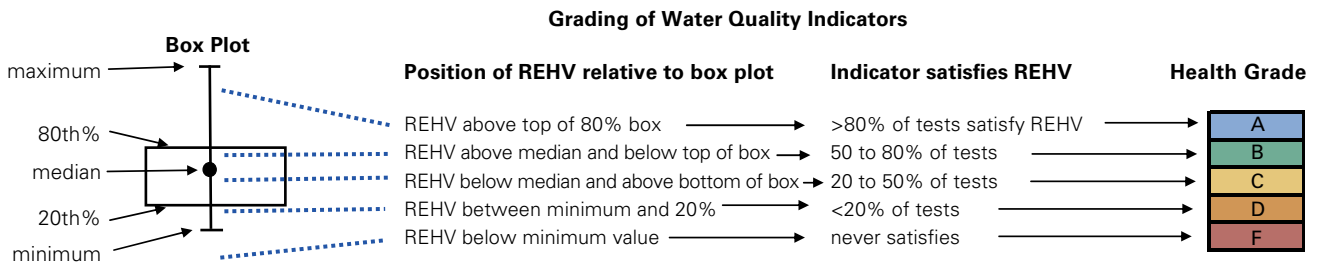 Grading of Water Quality Indicators
Box Plot
maximum
80th%
median
20th%
minimum
Position of REHV relative to box plot Indicator satisfies REHV Health Grade
REHV above top of 80% box >80% of tests satisfy REHV A
REHV above median and below top of box 50 to 80% of tests B
REHV below median and above bottom of box 20 to 50% of tests C
REHV between minimum and 20% <20% of tests D
REHV below minimum value never satisfies F